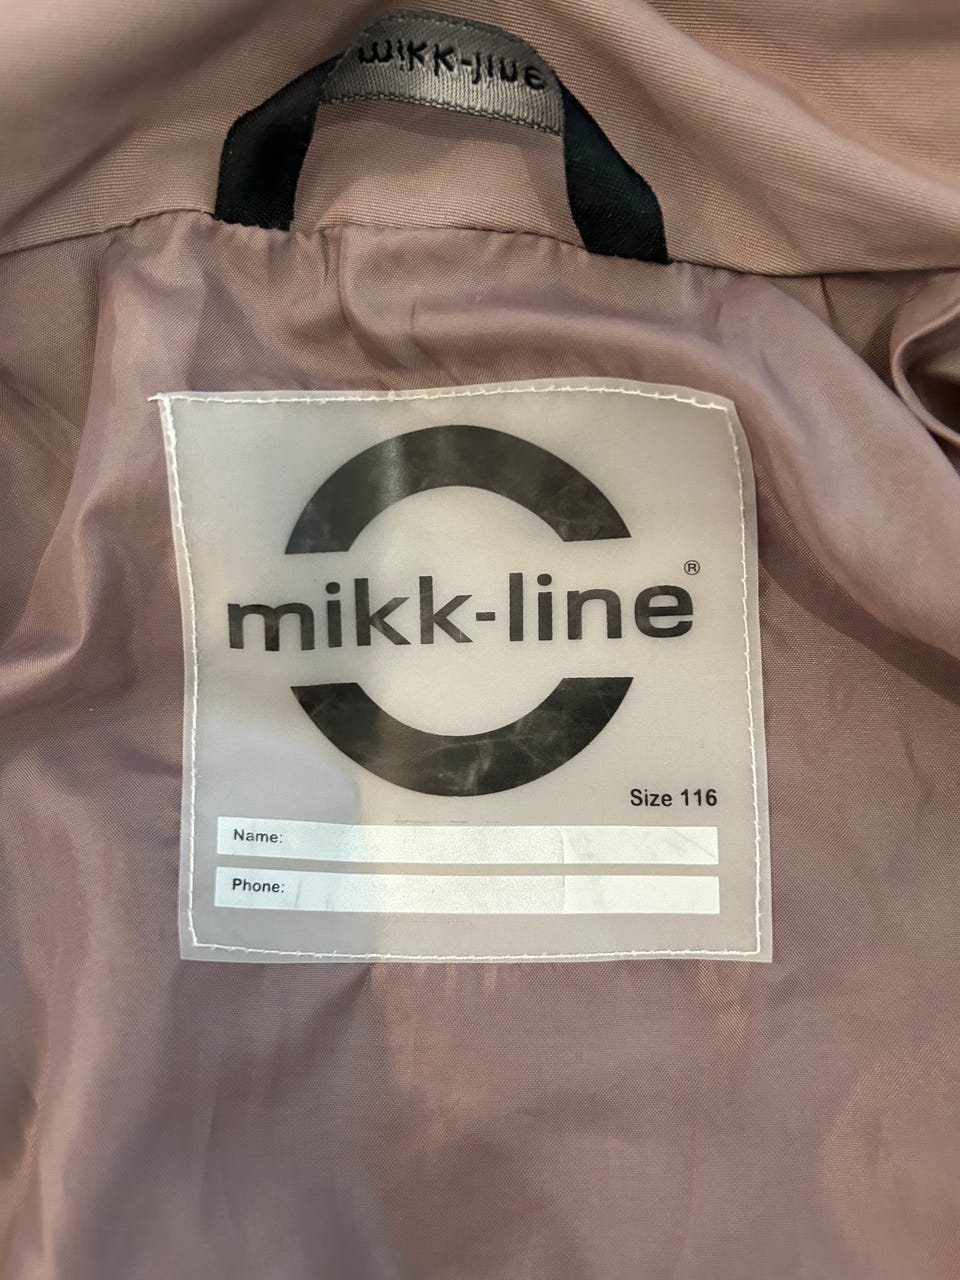 mikk-line
mikk-line®
Size 116
Name:
Phone: